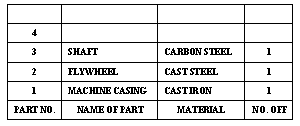 4
3 SHAFT CARBON STEEL 1
2 FLYWHEEL CAST STEEL 1
1 MACHINE CASING CAST IRON 1
PART NO. NAME OF PART MATERIAL NO. OFF